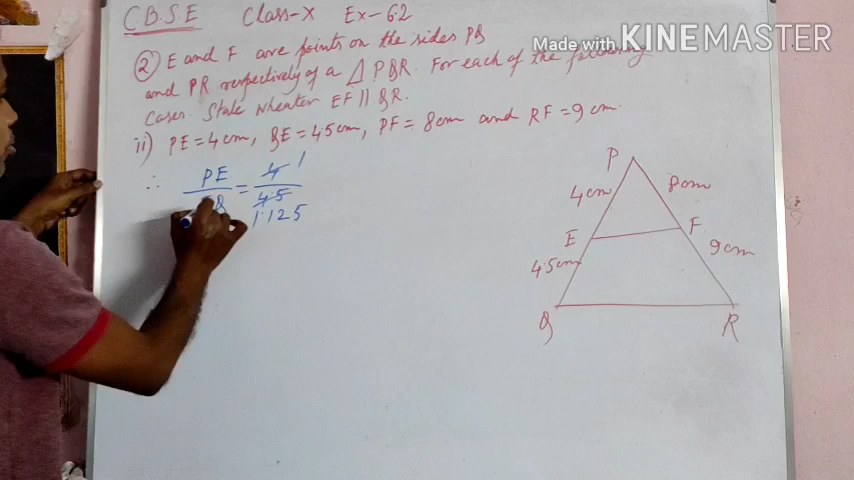 CBSE Class-X Ex-6.2
Made with KINEMASTER
② E and F are points on the sides PQ
and PR respectively of a △ PQR. For each of the following
Cases. State wheater EF || QR.
ii) PE = 4cm, QE = 4.5cm, PF = 8cm and RF = 9cm.
∴ PE = 4 1
Q 4.5
1.125
P
4cm 8cm
E F
4.5cm 9cm
Q R